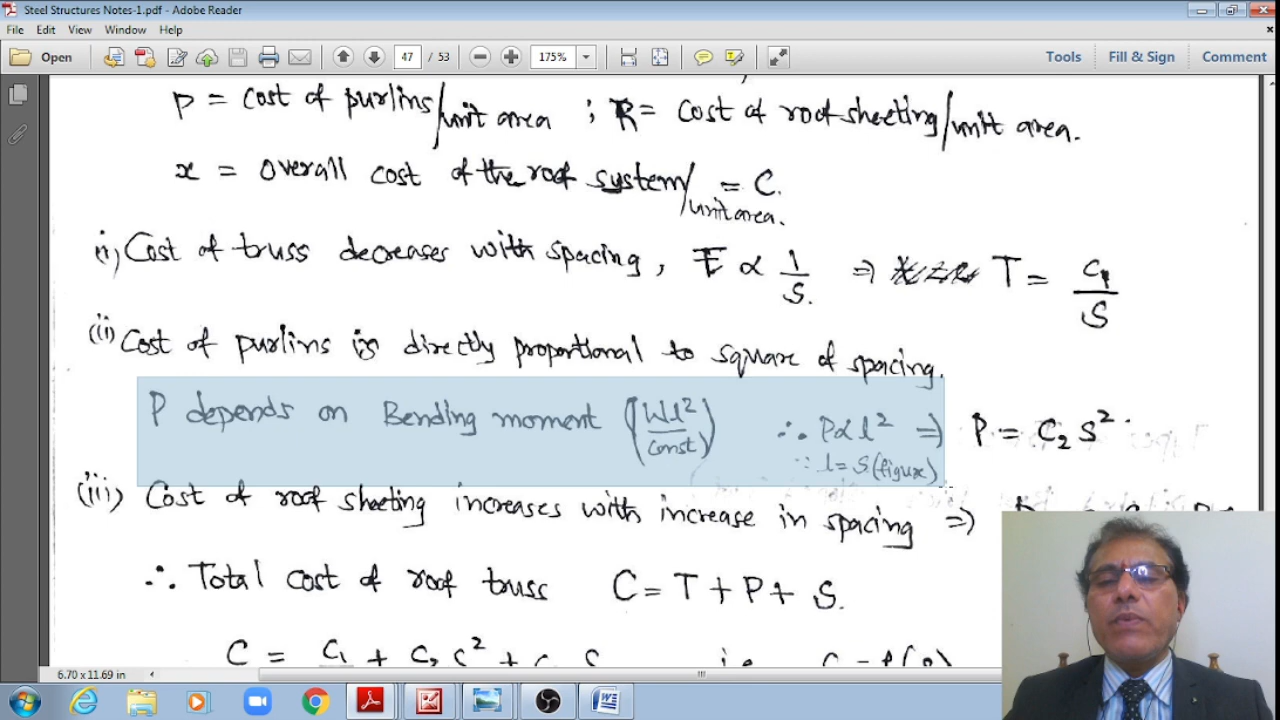 Steel Structures Notes-1.pdf - Adobe Reader
File Edit View Window Help
Open 47 / 53 175% Tools Fill & Sign Comment
P = cost of purlins/unit area ; R = cost of roof sheeting/unit area.
x = overall cost of the roof system/unit area. = C.
(i) Cost of truss decreases with spacing, T ∝ 1/S. ⇒ T = C1/S
(ii) Cost of purlins is directly proportional to square of spacing.
P depends on Bending moment (Wl²/const) ∴ P ∝ l² ⇒ P = C₂ S².
∵ l = S (figure)
(iii) Cost of roof sheeting increases with increase in spacing ⇒
∴ Total cost of roof truss C = T + P + S.
C = C1 + C₂ S² +
6.70 x 11.69 in